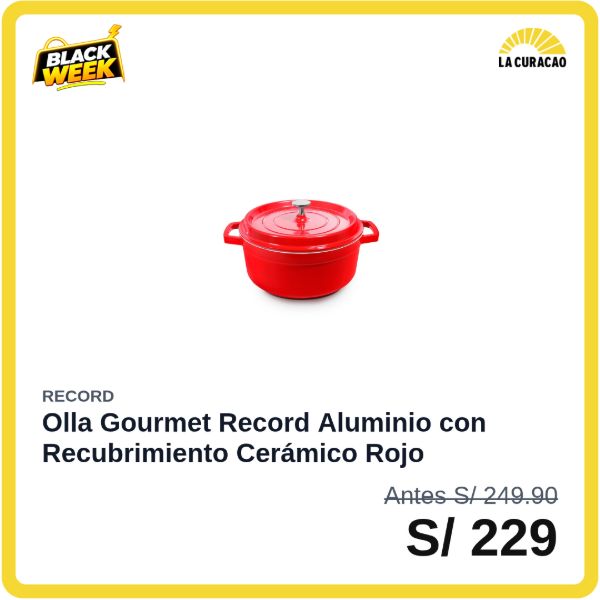 BLACK
WEEK
LA CURACAO
RECORD
Olla Gourmet Record Aluminio con
Recubrimiento Cerámico Rojo
Antes S/ 249.90
S/ 229